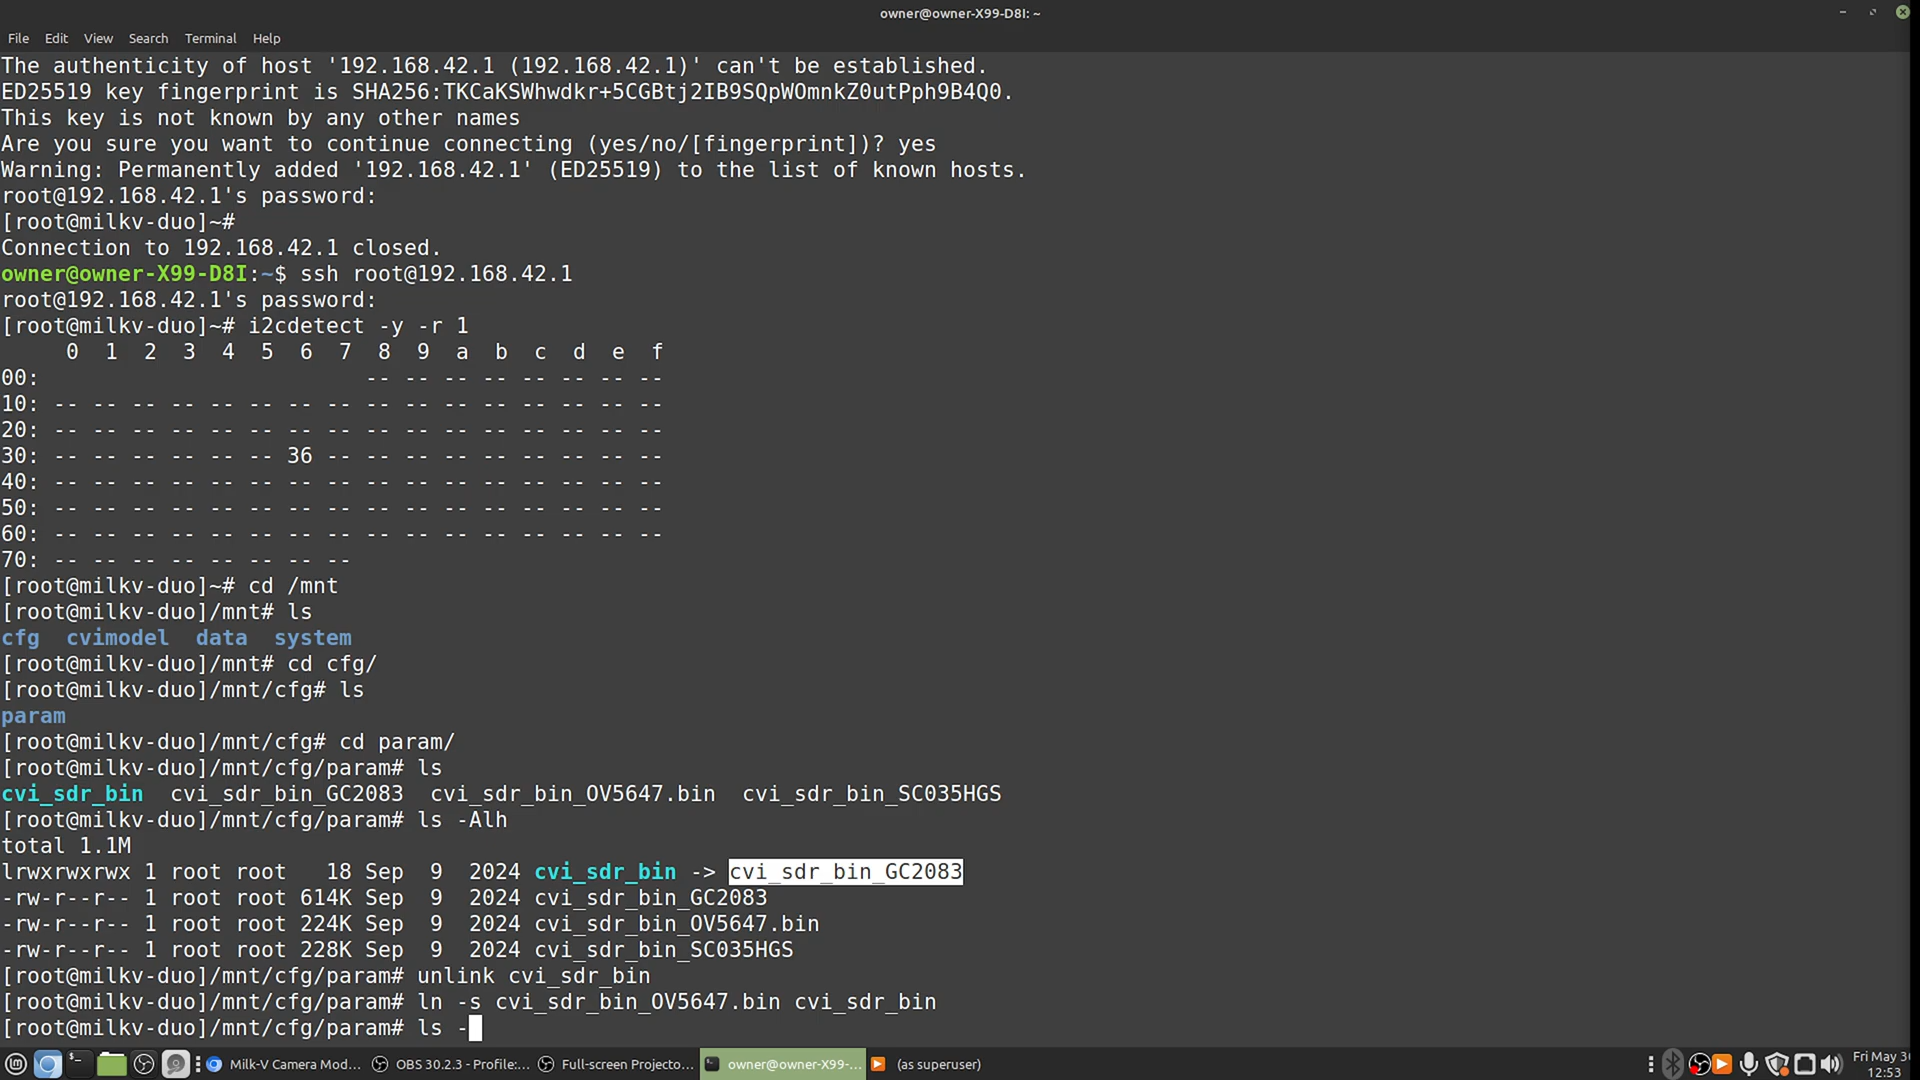 owner@owner-X99-D8I: ~
File Edit View Search Terminal Help
The authenticity of host '192.168.42.1 (192.168.42.1)' can't be established.
ED25519 key fingerprint is SHA256:TKCaKSWhwdkr+5CGBtj2IB9SQpWOmnkZ0utPph9B4Q0.
This key is not known by any other names
Are you sure you want to continue connecting (yes/no/[fingerprint])? yes
Warning: Permanently added '192.168.42.1' (ED25519) to the list of known hosts.
root@192.168.42.1's password:
[root@milkv-duo]~#
Connection to 192.168.42.1 closed.
owner@owner-X99-D8I:~$ ssh root@192.168.42.1
root@192.168.42.1's password:
[root@milkv-duo]~# i2cdetect -y -r 1
     0  1  2  3  4  5  6  7  8  9  a  b  c  d  e  f
00:                         -- -- -- -- -- -- -- --
10: -- -- -- -- -- -- -- -- -- -- -- -- -- -- -- --
20: -- -- -- -- -- -- -- -- -- -- -- -- -- -- -- --
30: -- -- -- -- -- -- 36 -- -- -- -- -- -- -- -- --
40: -- -- -- -- -- -- -- -- -- -- -- -- -- -- -- --
50: -- -- -- -- -- -- -- -- -- -- -- -- -- -- -- --
60: -- -- -- -- -- -- -- -- -- -- -- -- -- -- -- --
70: -- -- -- -- -- -- -- --
[root@milkv-duo]~# cd /mnt
[root@milkv-duo]/mnt# ls
cfg  cvimodel  data  system
[root@milkv-duo]/mnt# cd cfg/
[root@milkv-duo]/mnt/cfg# ls
param
[root@milkv-duo]/mnt/cfg# cd param/
[root@milkv-duo]/mnt/cfg/param# ls
cvi_sdr_bin  cvi_sdr_bin_GC2083  cvi_sdr_bin_OV5647.bin  cvi_sdr_bin_SC035HGS
[root@milkv-duo]/mnt/cfg/param# ls -Alh
total 1.1M
lrwxrwxrwx 1 root root   18 Sep  9  2024 cvi_sdr_bin -> cvi_sdr_bin_GC2083
-rw-r--r-- 1 root root 614K Sep  9  2024 cvi_sdr_bin_GC2083
-rw-r--r-- 1 root root 224K Sep  9  2024 cvi_sdr_bin_OV5647.bin
-rw-r--r-- 1 root root 228K Sep  9  2024 cvi_sdr_bin_SC035HGS
[root@milkv-duo]/mnt/cfg/param# unlink cvi_sdr_bin
[root@milkv-duo]/mnt/cfg/param# ln -s cvi_sdr_bin_OV5647.bin cvi_sdr_bin
[root@milkv-duo]/mnt/cfg/param# ls -
Milk-V Camera Mod... OBS 30.2.3 - Profile:... Full-screen Projecto... owner@owner-X99-... (as superuser) Fri May 30
12:53